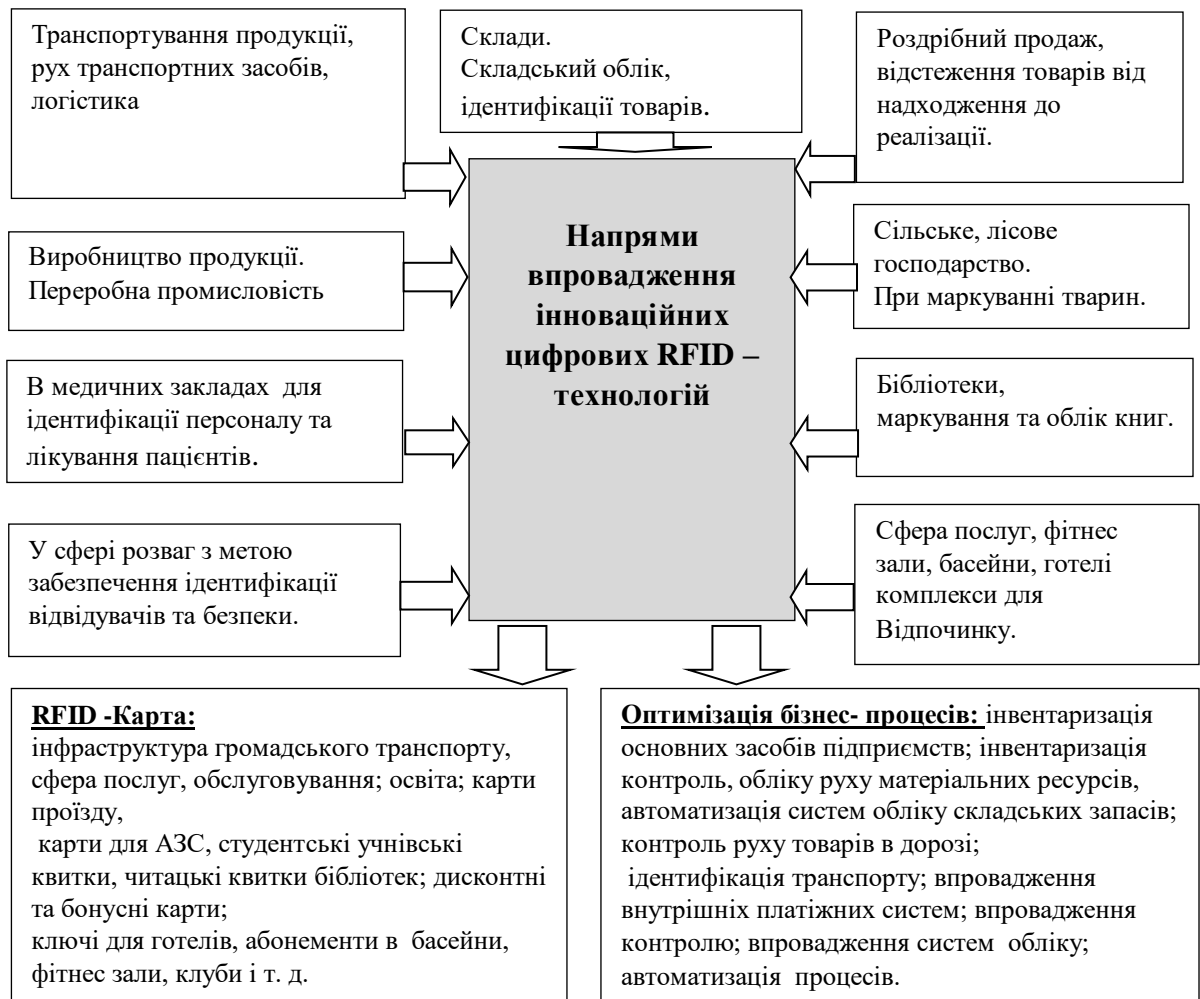 Транспортування продукції,
рух транспортних засобів,
логістика
Склади.
Складський облік,
ідентифікації товарів.
Роздрібний продаж,
відстеження товарів від
надходження до
реалізації.
Напрями
впровадження
інноваційних
цифрових RFID –
технологій
Виробництво продукції.
Переробна промисловість
Сільське, лісове
господарство.
При маркуванні тварин.
В медичних закладах для
ідентифікації персоналу та
лікування пацієнтів.
Бібліотеки,
маркування та облік книг.
У сфері розваг з метою
забезпечення ідентифікації
відвідувачів та безпеки.
Сфера послуг, фітнес
зали, басейни, готелі
комплекси для
Відпочинку.
RFID -Карта:
інфраструктура громадського транспорту,
сфера послуг, обслуговування; освіта; карти
проїзду,
карти для АЗС, студентські учнівські
квитки, читацькі квитки бібліотек; дисконтні
та бонусні карти;
ключі для готелів, абонементи в басейни,
фітнес зали, клуби і т. д.
Оптимізація бізнес- процесів: інвентаризація
основних засобів підприємств; інвентаризація
контроль, обліку руху матеріальних ресурсів,
автоматизація систем обліку складських запасів;
контроль руху товарів в дорозі;
ідентифікація транспорту; впровадження
внутрішніх платіжних систем; впровадження
контролю; впровадження систем обліку;
автоматизація процесів.